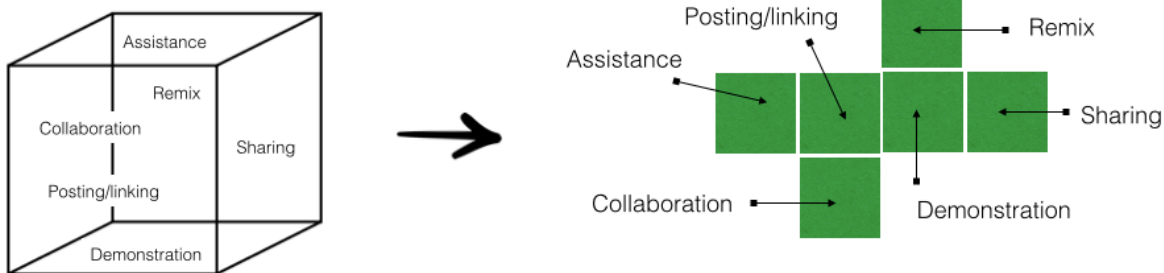 Assistance
Remix
Collaboration
Sharing
Posting/linking
Demonstration
Posting/linking
Remix
Assistance
Sharing
Collaboration
Demonstration